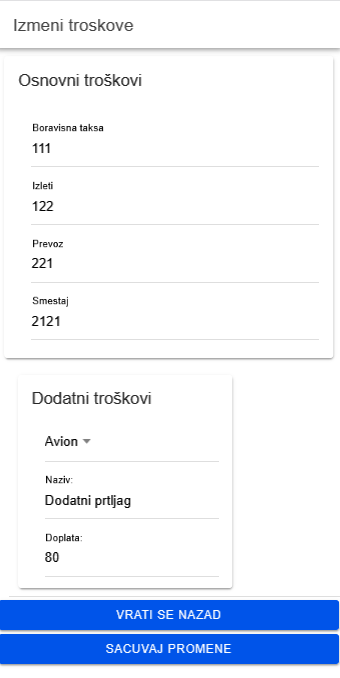 Izmeni troskove
Osnovni troškovi
Boravisna taksa
111
Izleti
122
Prevoz
221
Smestaj
2121
Dodatni troškovi
Avion
Naziv:
Dodatni prtljag
Doplata:
80
VRATI SE NAZAD
SACUVAJ PROMENE